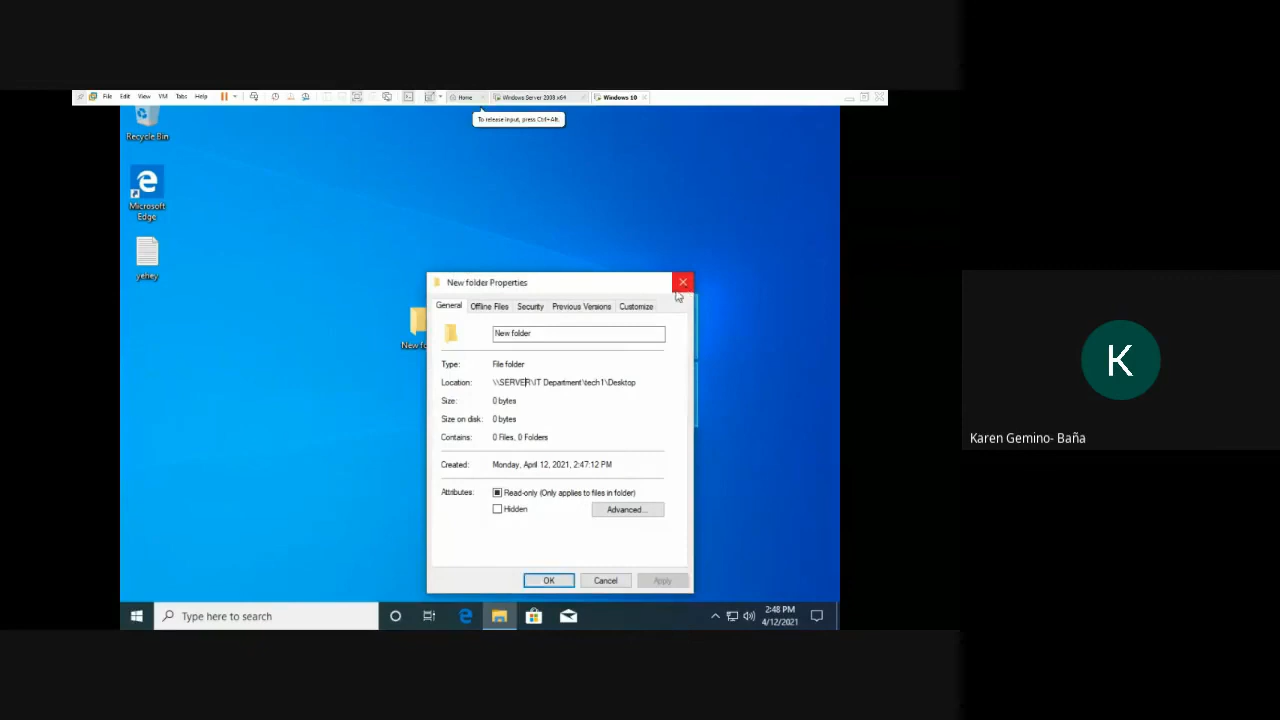 File Edit View VM Tabs Help
Home
Windows Server 2008 x64
Windows 10
To release input, press Ctrl+Alt.
Recycle Bin
Microsoft
Edge
yehey
New fo
New folder Properties
General Offline Files Security Previous Versions Customize
New folder
Type: File folder
Location: \\SERVER\IT Department\tech1\Desktop
Size: 0 bytes
Size on disk: 0 bytes
Contains: 0 Files, 0 Folders
Created: Monday, April 12, 2021, 2:47:12 PM
Attributes: Read-only (Only applies to files in folder)
Hidden
Advanced...
OK Cancel Apply
Type here to search
2:48 PM
4/12/2021
K
Karen Gemino- Baña